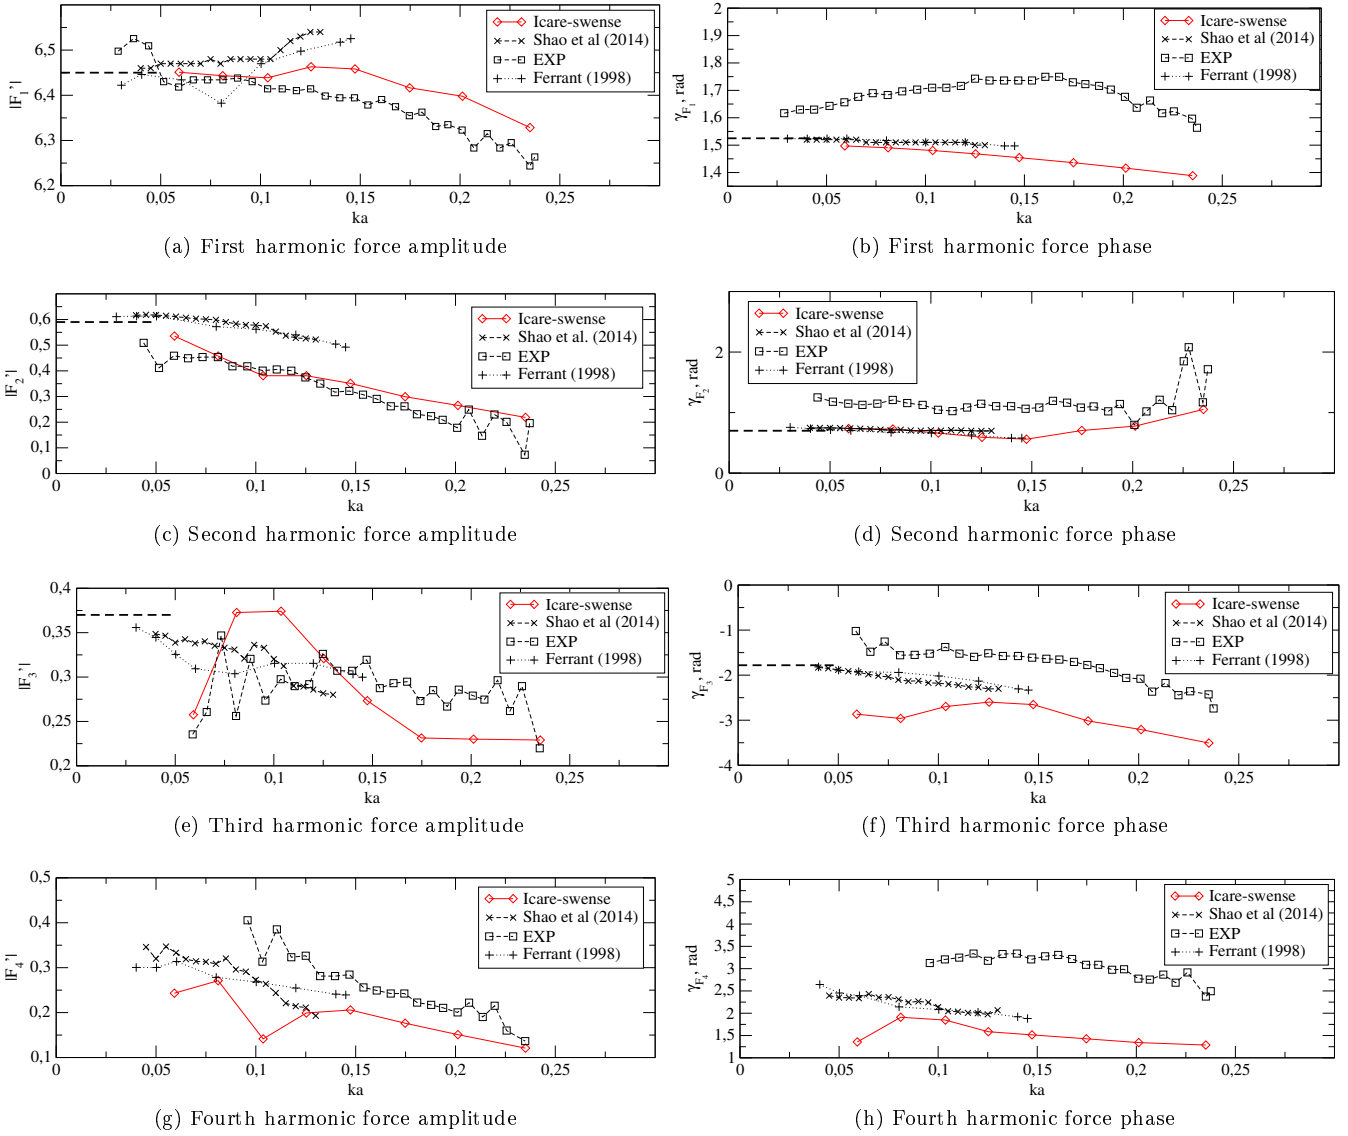 |F₁'|
6,5
6,4
6,3
6,2
0
0,05
0,1
0,15
0,2
0,25
ka
Icare-swense
Shao et al (2014)
EXP
Ferrant (1998)
(a) First harmonic force amplitude
γF₁, rad
2
1,9
1,8
1,7
1,6
1,5
1,4
0
0,05
0,1
0,15
0,2
0,25
ka
Icare-swense
Shao et al (2014)
EXP
Ferrant (1998)
(b) First harmonic force phase
|F₂'|
0,6
0,5
0,4
0,3
0,2
0,1
0
0
0,05
0,1
0,15
0,2
0,25
ka
Icare-swense
Shao et al. (2014)
EXP
Ferrant (1998)
(c) Second harmonic force amplitude
γF₂, rad
2
0
0
0,05
0,1
0,15
0,2
0,25
ka
Icare-swense
Shao et al (2014)
EXP
Ferrant (1998)
(d) Second harmonic force phase
|F₃'|
0,4
0,35
0,3
0,25
0,2
0
0,05
0,1
0,15
0,2
0,25
ka
Icare-swense
Shao et al (2014)
EXP
Ferrant (1998)
(e) Third harmonic force amplitude
γF₃, rad
0
-1
-2
-3
-4
0
0,05
0,1
0,15
0,2
0,25
ka
Icare-swense
Shao et al (2014)
EXP
Ferrant (1998)
(f) Third harmonic force phase
|F₄'|
0,5
0,4
0,3
0,2
0,1
0
0,05
0,1
0,15
0,2
0,25
ka
Icare-swense
Shao et al (2014)
EXP
Ferrant (1998)
(g) Fourth harmonic force amplitude
γF₄, rad
5
4,5
4
3,5
3
2,5
2
1,5
1
0
0,05
0,1
0,15
0,2
0,25
ka
Icare-swense
Shao et al (2014)
EXP
Ferrant (1998)
(h) Fourth harmonic force phase